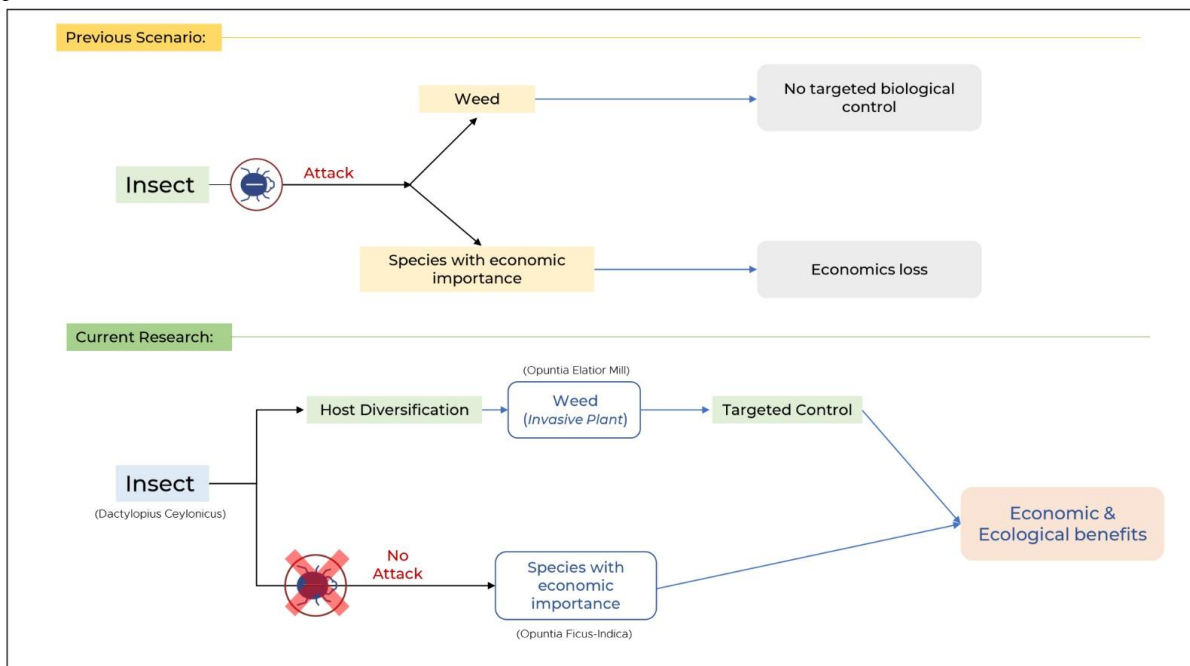 Previous Scenario:
Weed
No targeted biological
control
Insect
Attack
Species with economic
importance
Economics loss
Current Research:
(Opuntia Elatior Mill)
Host Diversification
Weed
(Invasive Plant)
Targeted Control
Insect
(Dactylopius Ceylonicus)
Economic &
Ecological benefits
No
Attack
Species with
economic
importance
(Opuntia Ficus-Indica)